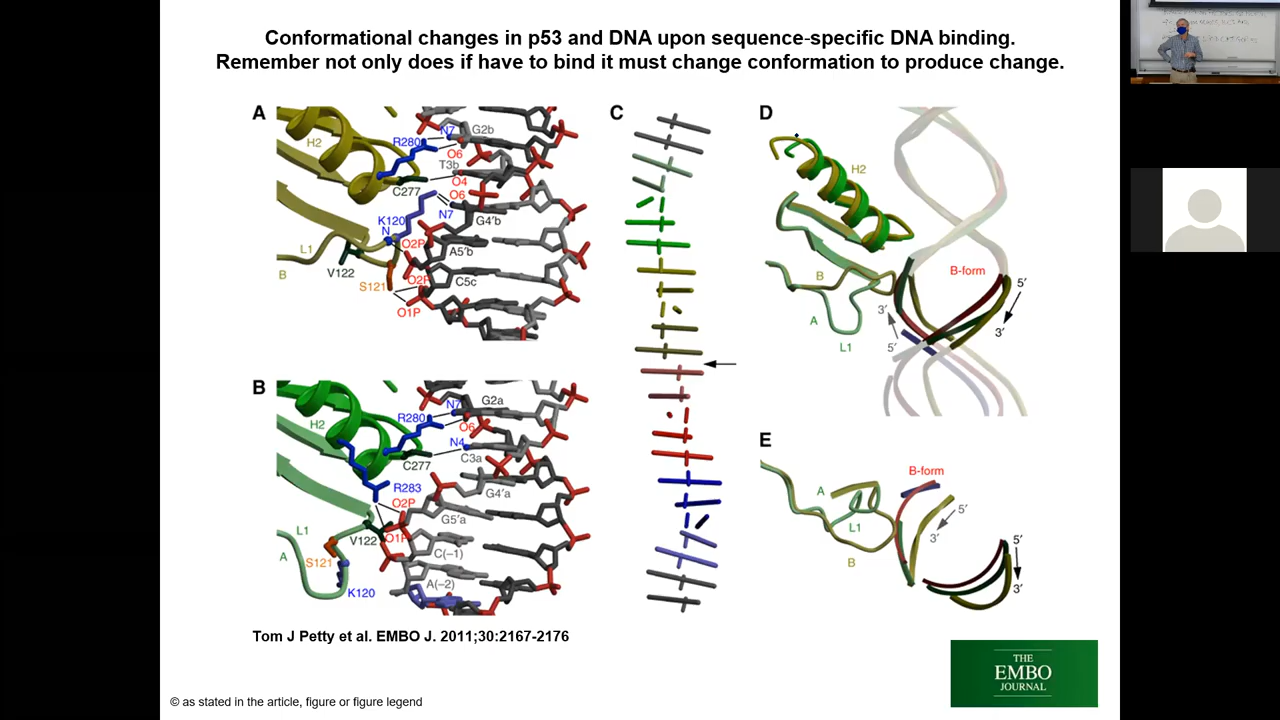 Conformational changes in p53 and DNA upon sequence-specific DNA binding.
Remember not only does if have to bind it must change conformation to produce change.
A
H2
R280
N7
G2b
O6
T3b
C277
O4
O6
N7
K120
G4′b
N
O2P
A5′b
L1
B
V122
S121
O2P
C5c
O1P
B
H2
R280
N7
G2a
O6
N4
C277
C3a
R283
G4′a
O2P
G5′a
L1
V122
O1P
C(−1)
A
S121
A(−2)
K120
C
D
H2
B-form
B
5′
3′
A
3′
5′
L1
E
B-form
A
5′
L1
3′
B
5′
3′
Tom J Petty et al. EMBO J. 2011;30:2167-2176
THE
EMBO
JOURNAL
© as stated in the article, figure or figure legend